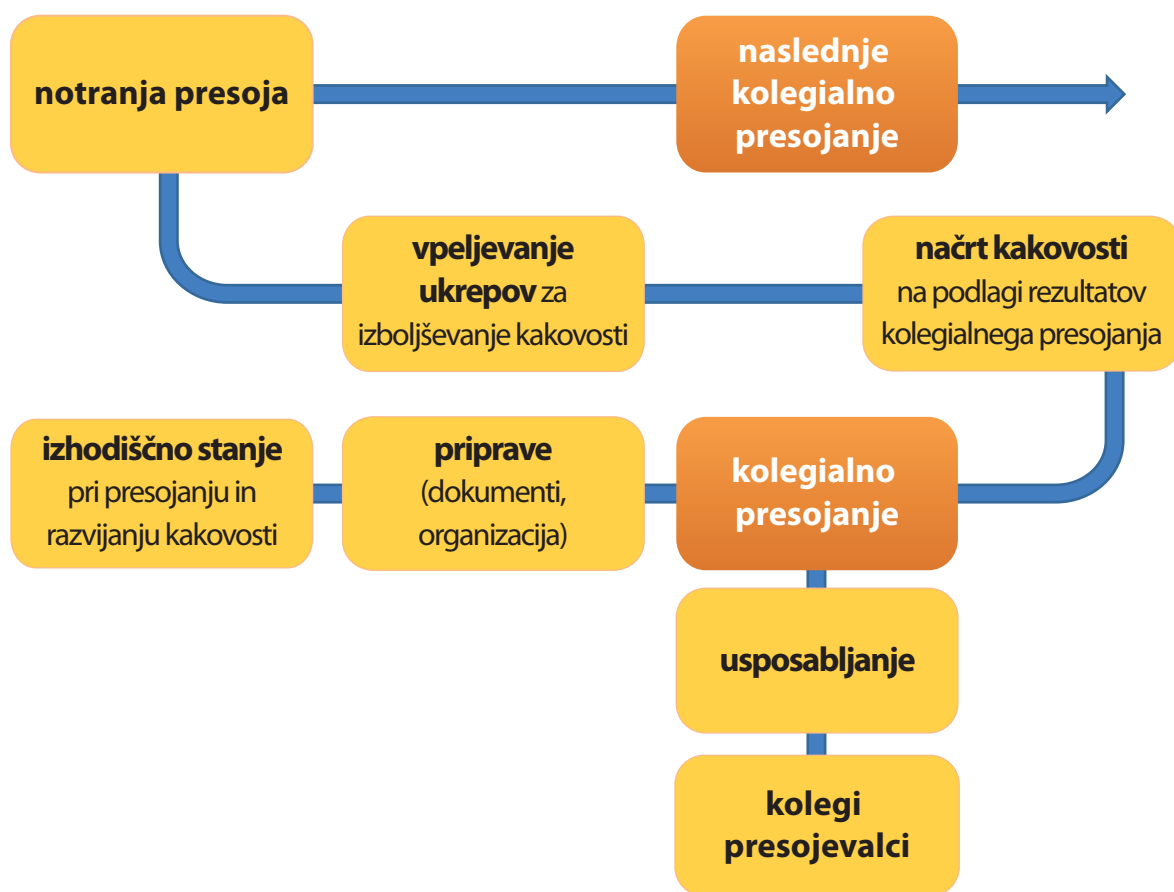 notranja presoja
naslednje
kolegialno
presojanje
vpeljevanje
ukrepov za
izboljševanje kakovosti
načrt kakovosti
na podlagi rezultatov
kolegialnega presojanja
izhodiščno stanje
pri presojanju in
razvijanju kakovosti
priprave
(dokumenti,
organizacija)
kolegialno
presojanje
usposabljanje
kolegi
presojevalci